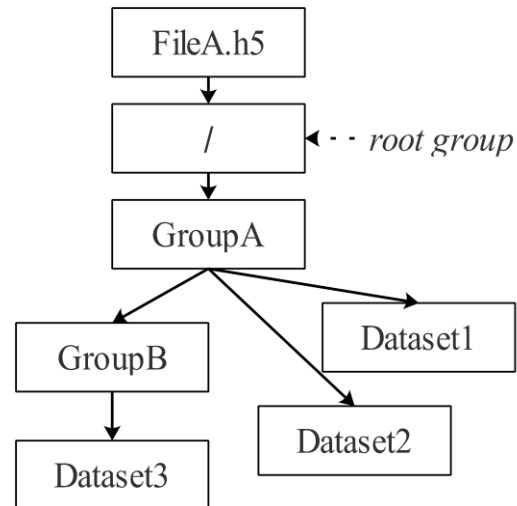 FileA.h5
/
root group
GroupA
Dataset1
GroupB
Dataset2
Dataset3